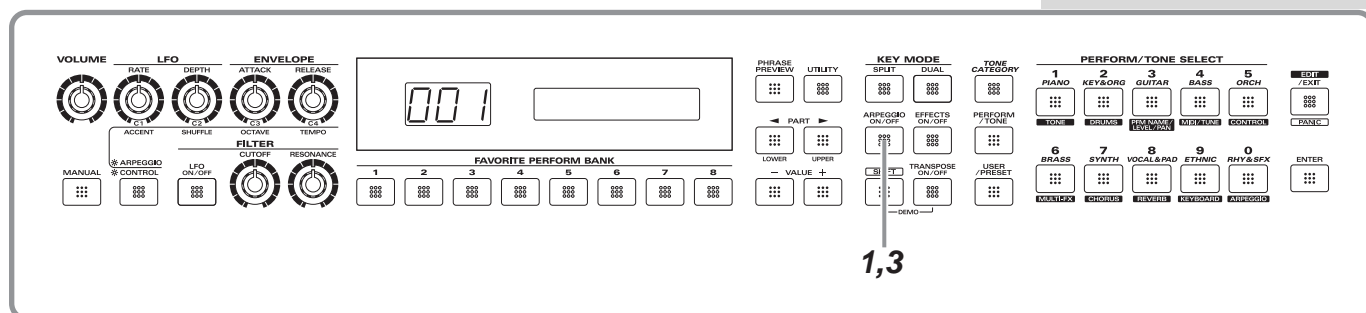 VOLUME
LFO
RATE
DEPTH
ENVELOPE
ATTACK
RELEASE
C1
C2
C3
C4
ACCENT
SHUFFLE
OCTAVE
TEMPO
ARPEGGIO
CONTROL
MANUAL
LFO
ON/OFF
FILTER
CUTOFF
RESONANCE
001
FAVORITE PERFORM BANK
1 2 3 4 5 6 7 8
PHRASE
PREVIEW
UTILITY
◄ PART ►
LOWER
UPPER
− VALUE +
KEY MODE
SPLIT
DUAL
ARPEGGIO
ON/OFF
EFFECTS
ON/OFF
SHIFT
TRANSPOSE
ON/OFF
DEMO
TONE
CATEGORY
PERFORM
/TONE
USER
/PRESET
PERFORM/TONE SELECT
1 2 3 4 5
PIANO KEY&ORG GUITAR BASS ORCH
TONE DRUMS PFM NAME/
LEVEL/PAN MIDI/TUNE CONTROL
6 7 8 9 0
BRASS SYNTH VOCAL&PAD ETHNIC RHY&SFX
MULTI-FX CHORUS REVERB KEYBOARD ARPEGGIO
EDIT
/EXIT
PANIC
ENTER
1,3